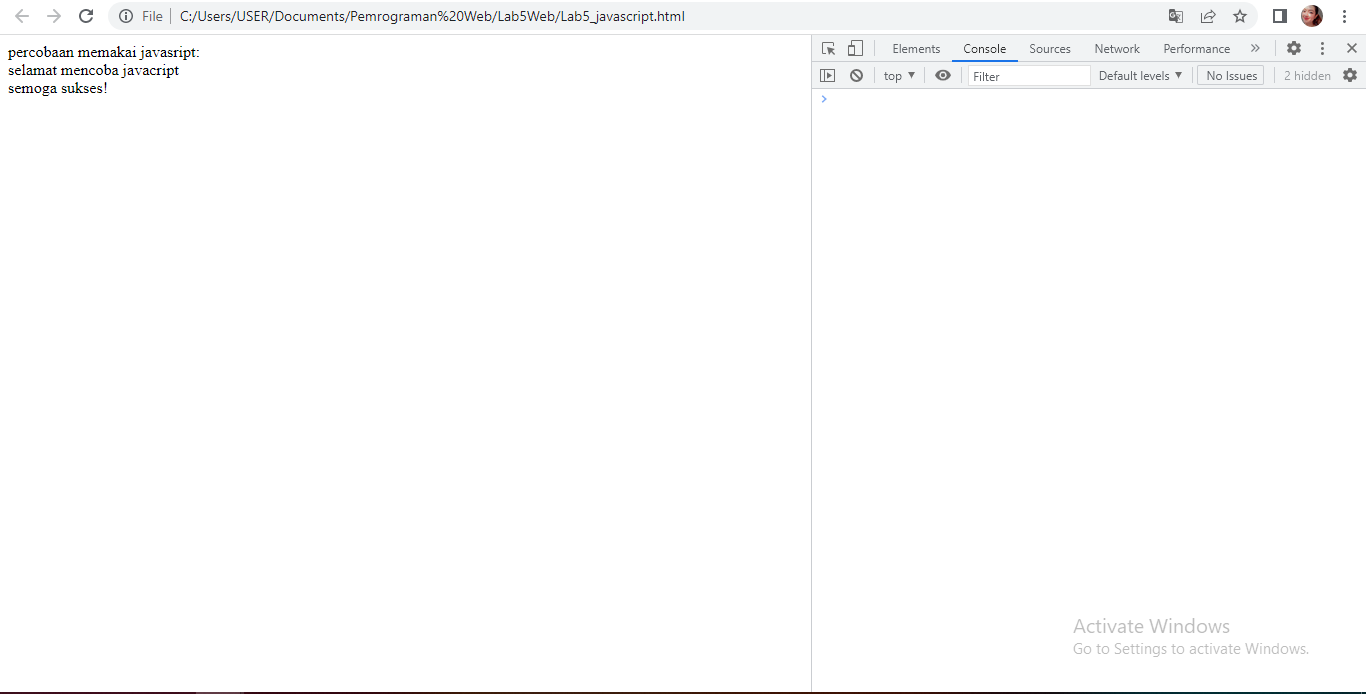 File C:/Users/USER/Documents/Pemrograman%20Web/Lab5Web/Lab5_javascript.html
percobaan memakai javasript:
selamat mencoba javacript
semoga sukses!
Elements Console Sources Network Performance »
top ▼ Filter Default levels ▼ No Issues 2 hidden
Activate Windows
Go to Settings to activate Windows.